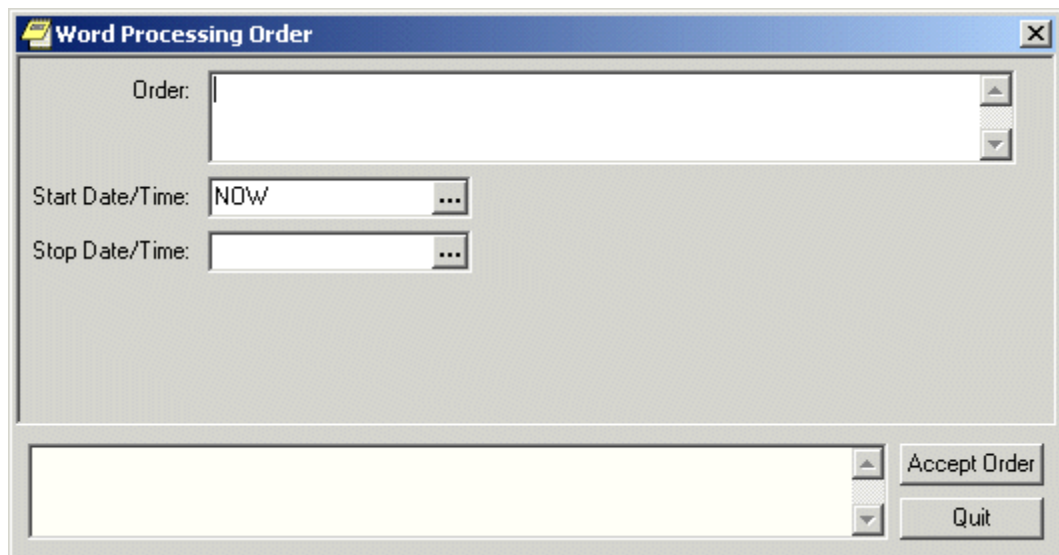 Word Processing Order
Order:
Start Date/Time: NOW ...
Stop Date/Time: ...
Accept Order
Quit